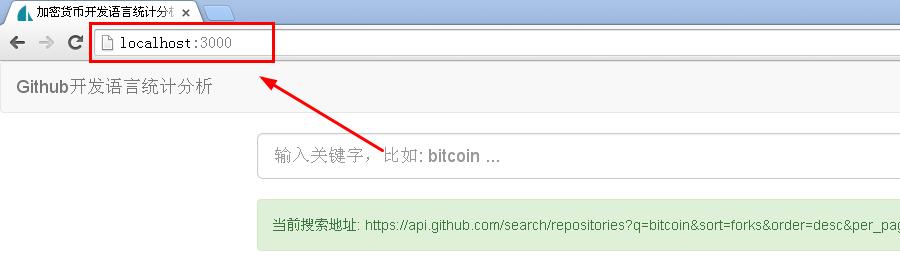 加密货币开发语言统计分析
localhost:3000
Github开发语言统计分析
输入关键字，比如: bitcoin ...
当前搜索地址: https://api.github.com/search/repositories?q=bitcoin&sort=forks&order=desc&per_pag